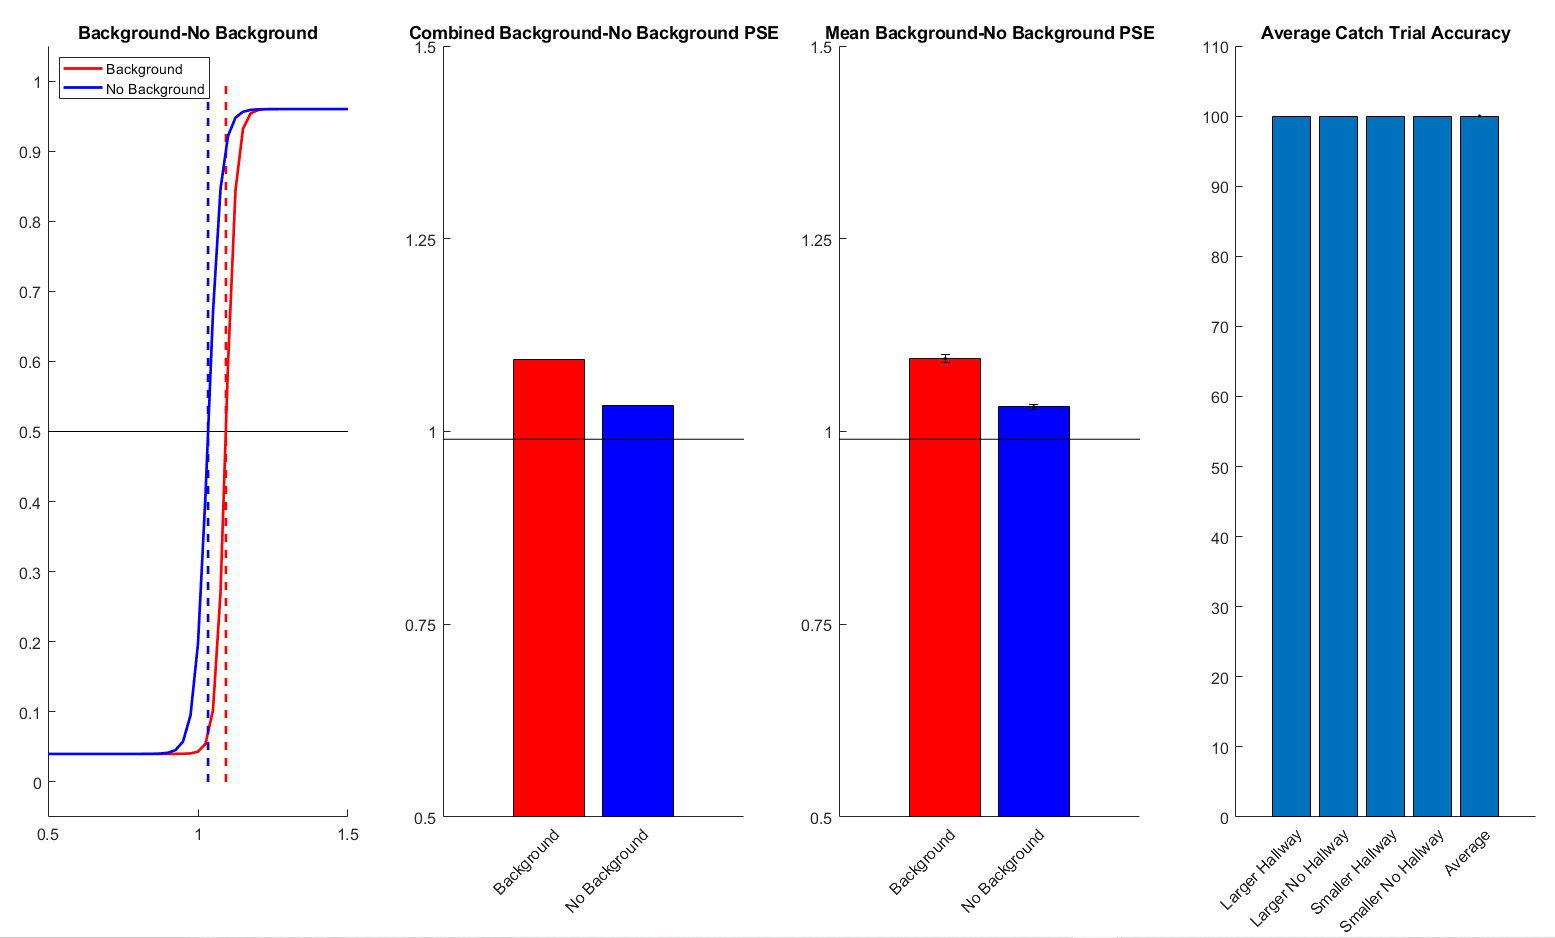 Background-No Background
Background
No Background
1
0.9
0.8
0.7
0.6
0.5
0.4
0.3
0.2
0.1
0
0.5
1
1.5
Combined Background-No Background PSE
1.5
1.25
1
0.75
0.5
Background
No Background
Mean Background-No Background PSE
1.5
1.25
1
0.75
0.5
Background
No Background
Average Catch Trial Accuracy
110
100
90
80
70
60
50
40
30
20
10
0
Larger Hallway
Larger No Hallway
Smaller Hallway
Smaller No Hallway
Average